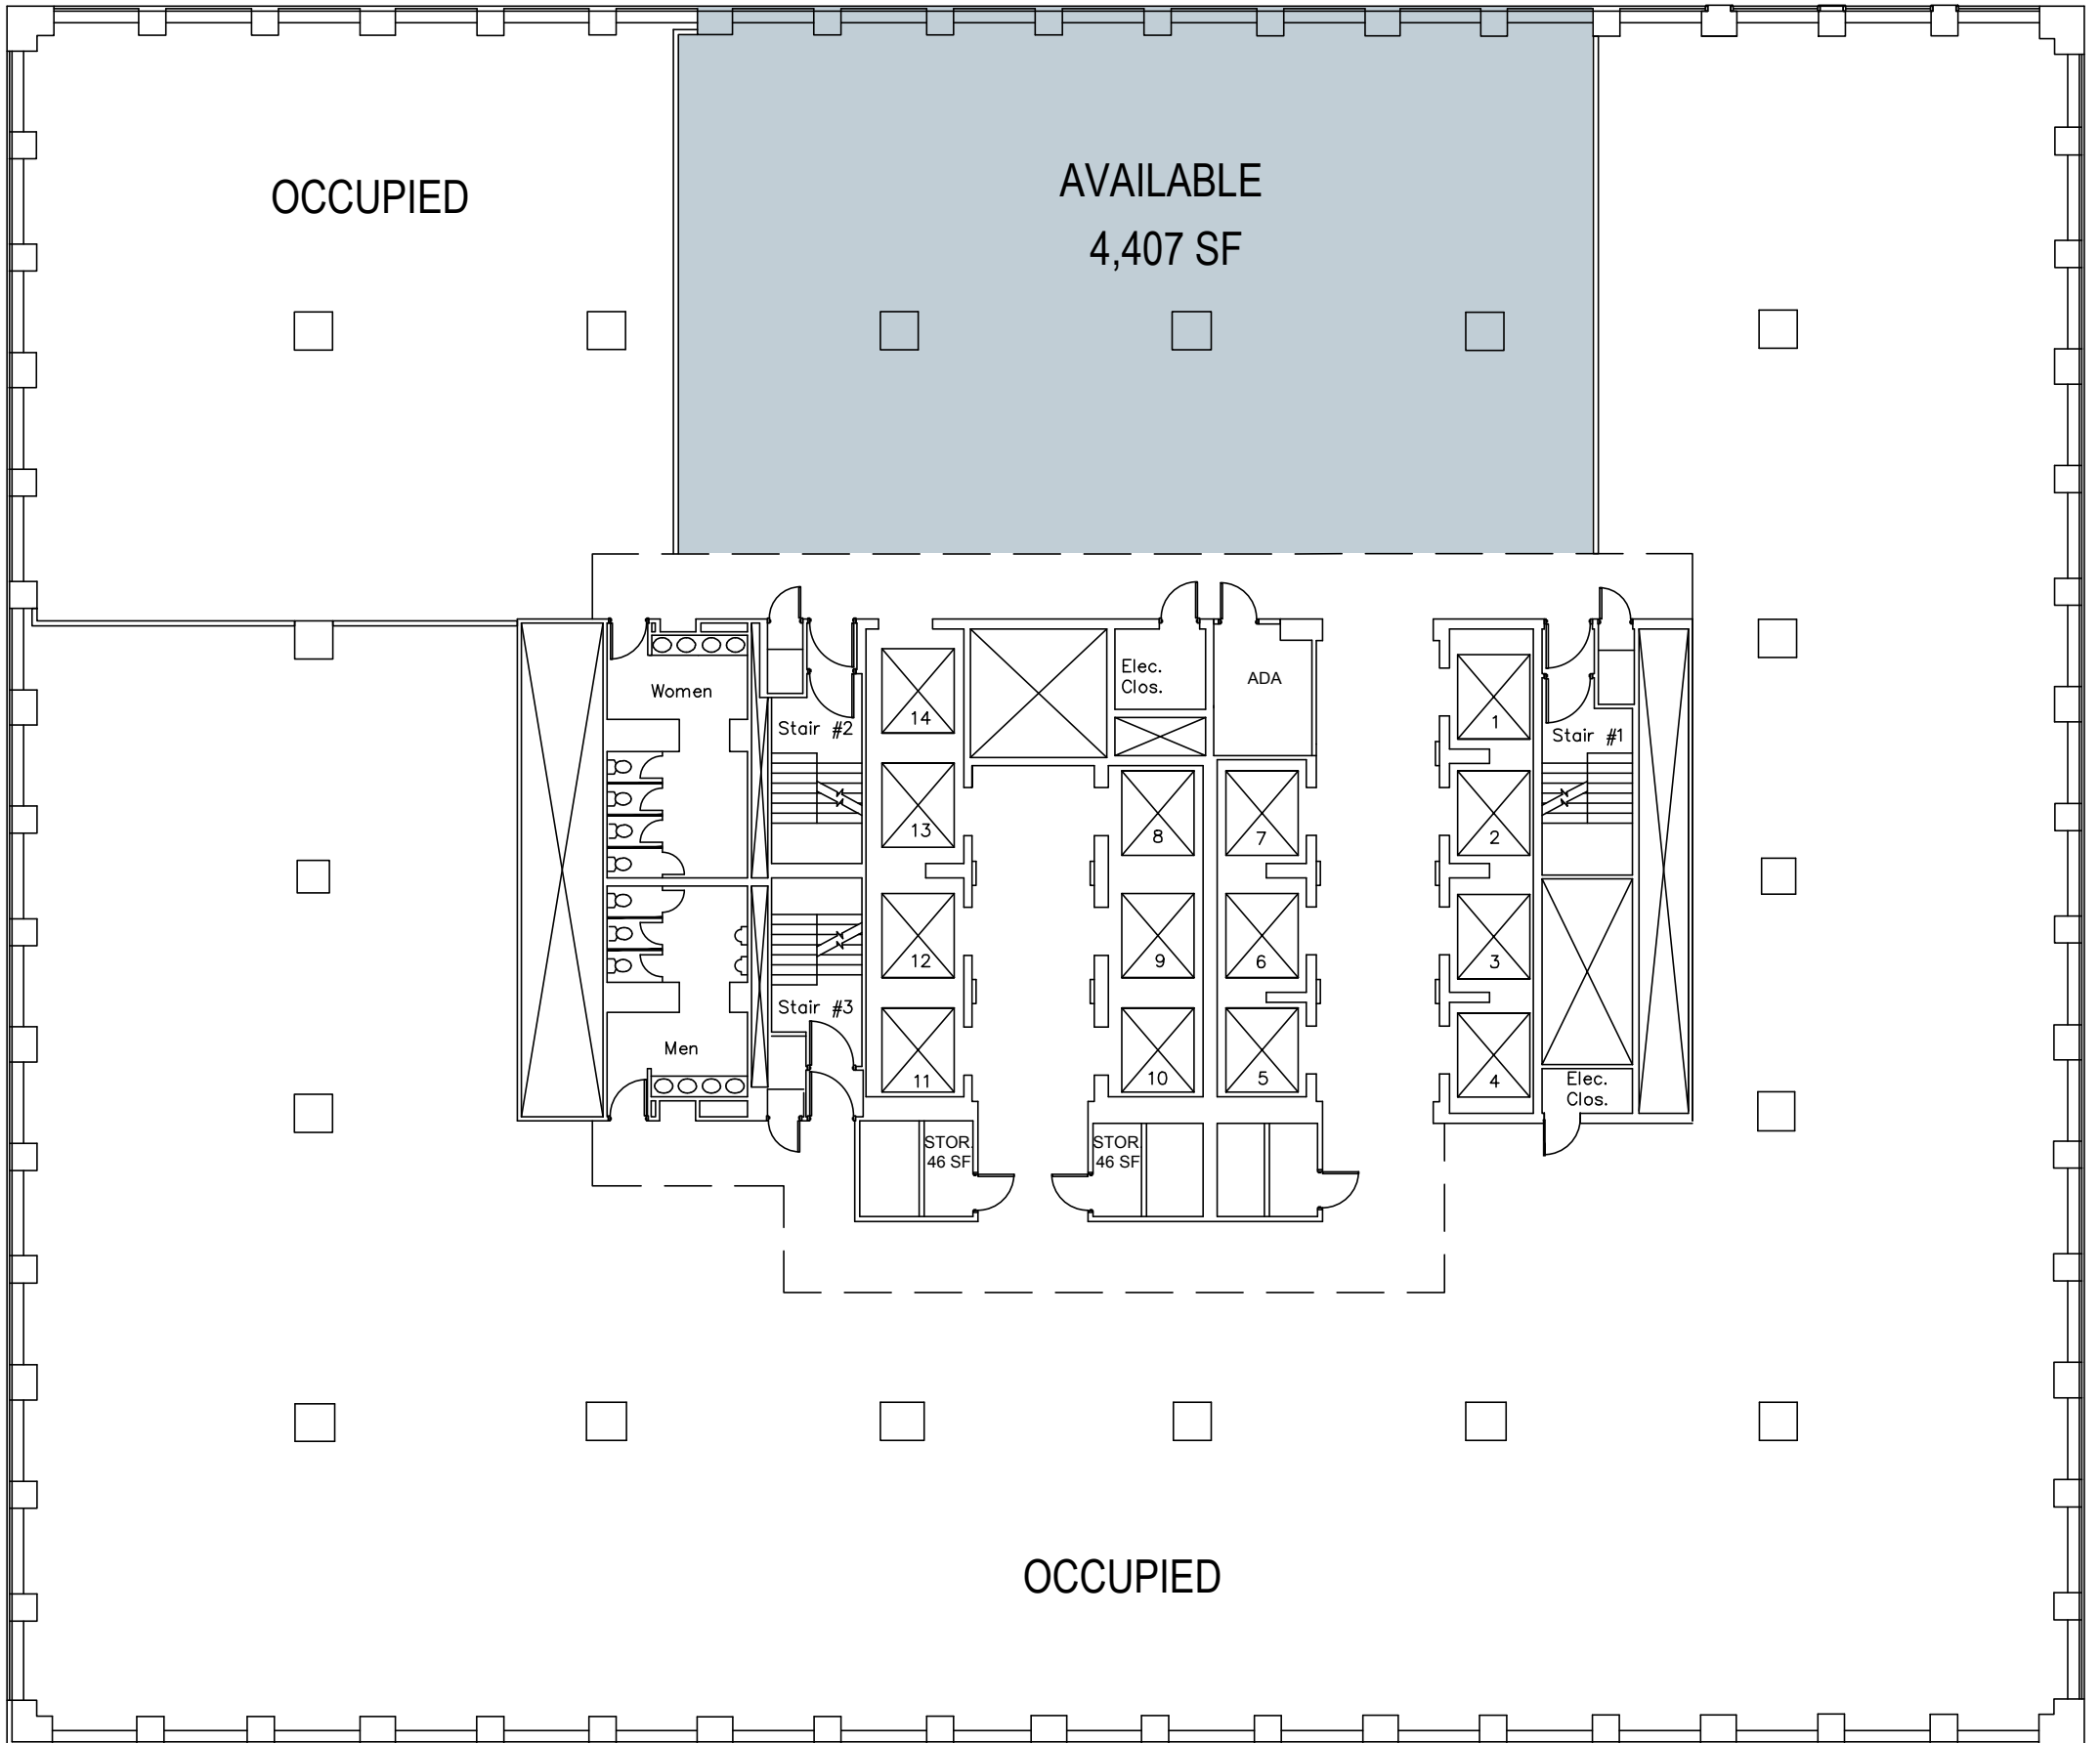 OCCUPIED
AVAILABLE
4,407 SF
Women
Stair #2
14
Elec.
Clos.
ADA
1
Stair #1
13
8
7
2
12
9
6
3
Stair #3
Men
11
10
5
4
Elec.
Clos.
STOR.
46 SF
STOR
46 SF
OCCUPIED